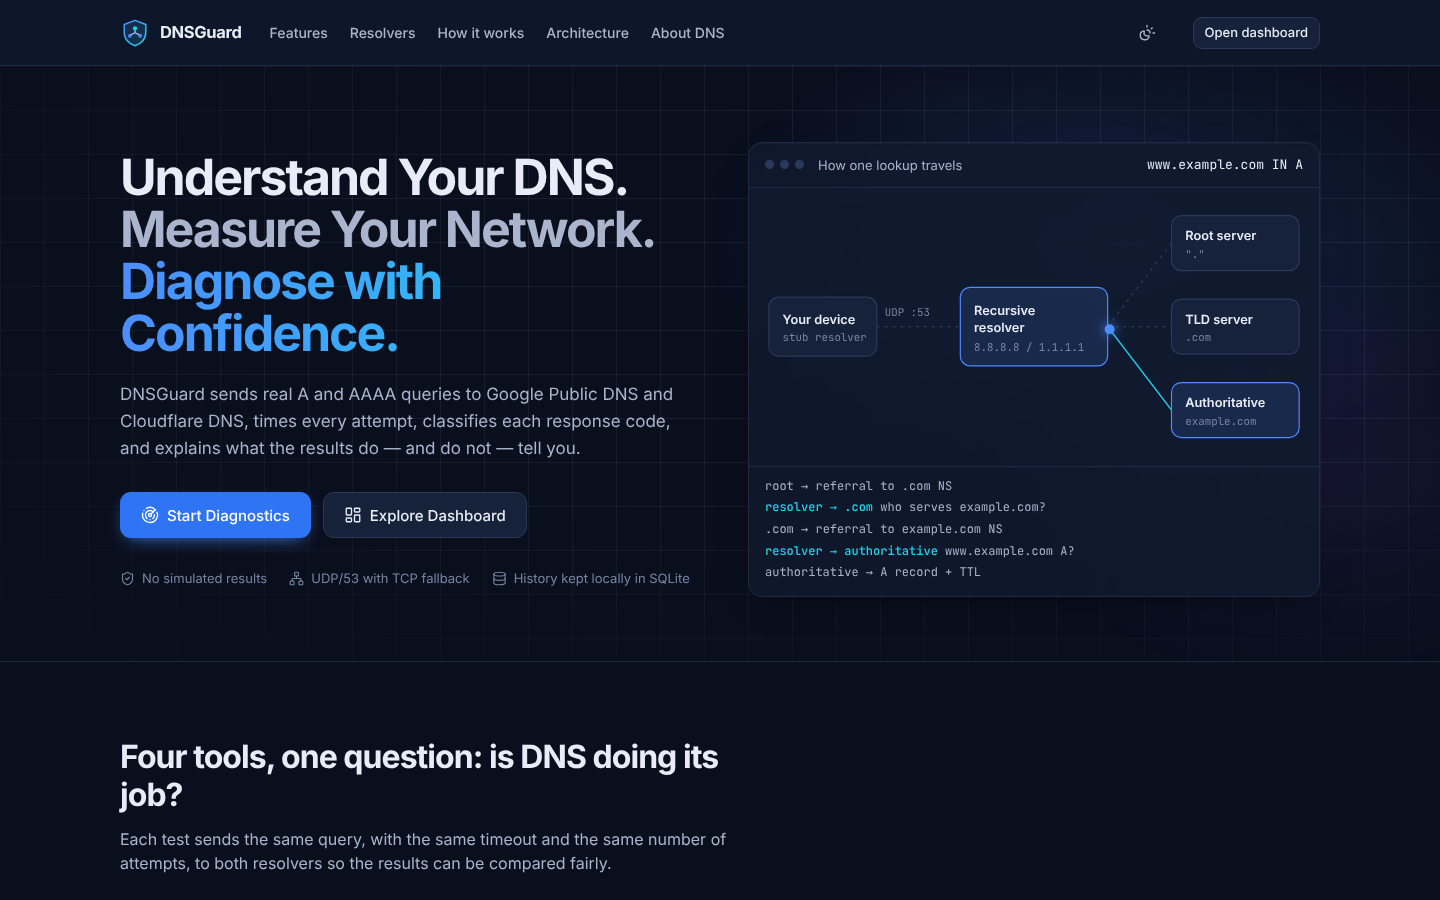 DNSGuard
Features
Resolvers
How it works
Architecture
About DNS
Open dashboard
Understand Your DNS.
Measure Your Network.
Diagnose with
Confidence.
DNSGuard sends real A and AAAA queries to Google Public DNS and
Cloudflare DNS, times every attempt, classifies each response code,
and explains what the results do — and do not — tell you.
Start Diagnostics
Explore Dashboard
No simulated results
UDP/53 with TCP fallback
History kept locally in SQLite
How one lookup travels
www.example.com IN A
Your device
stub resolver
UDP :53
Recursive
resolver
8.8.8.8 / 1.1.1.1
Root server
"."
TLD server
.com
Authoritative
example.com
root → referral to .com NS
resolver → .com who serves example.com?
.com → referral to example.com NS
resolver → authoritative www.example.com A?
authoritative → A record + TTL
Four tools, one question: is DNS doing its
job?
Each test sends the same query, with the same timeout and the same number of
attempts, to both resolvers so the results can be compared fairly.